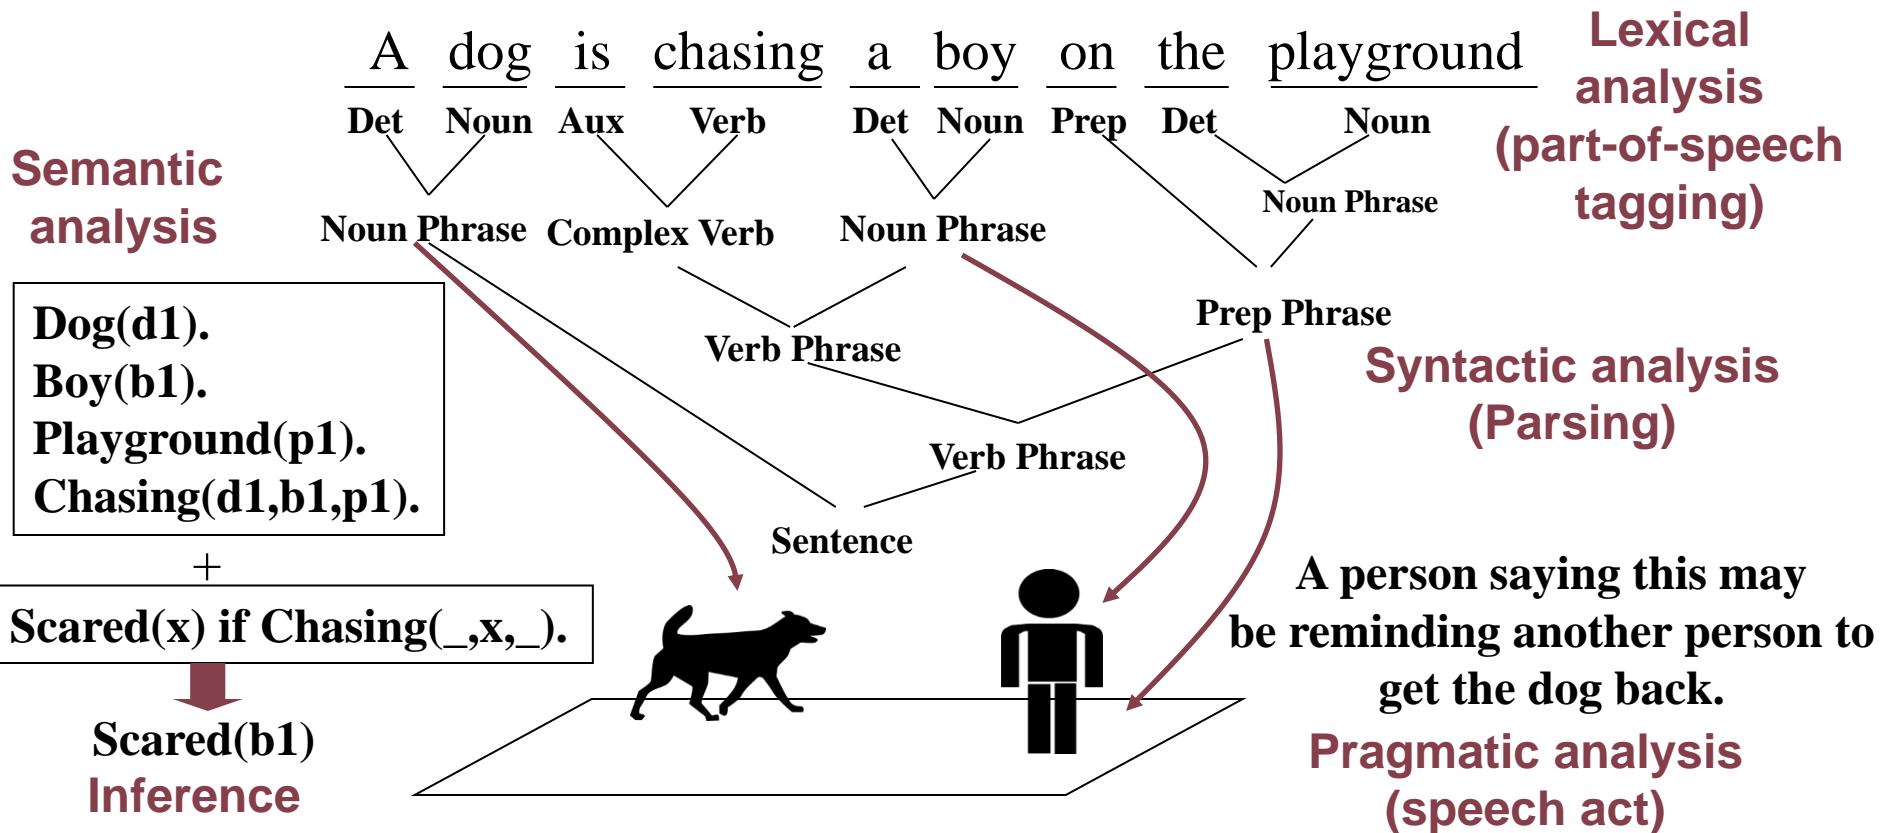 A dog is chasing a boy on the playground
Det Noun Aux Verb Det Noun Prep Det Noun
Lexical
analysis
(part-of-speech
tagging)
Semantic
analysis
Noun Phrase
Noun Phrase Complex Verb Noun Phrase
Dog(d1).
Boy(b1).
Playground(p1).
Chasing(d1,b1,p1).
Prep Phrase
Verb Phrase
Syntactic analysis
(Parsing)
Verb Phrase
Sentence
+
Scared(x) if Chasing(_,x,_).
Scared(b1)
Inference
A person saying this may
be reminding another person to
get the dog back.
Pragmatic analysis
(speech act)